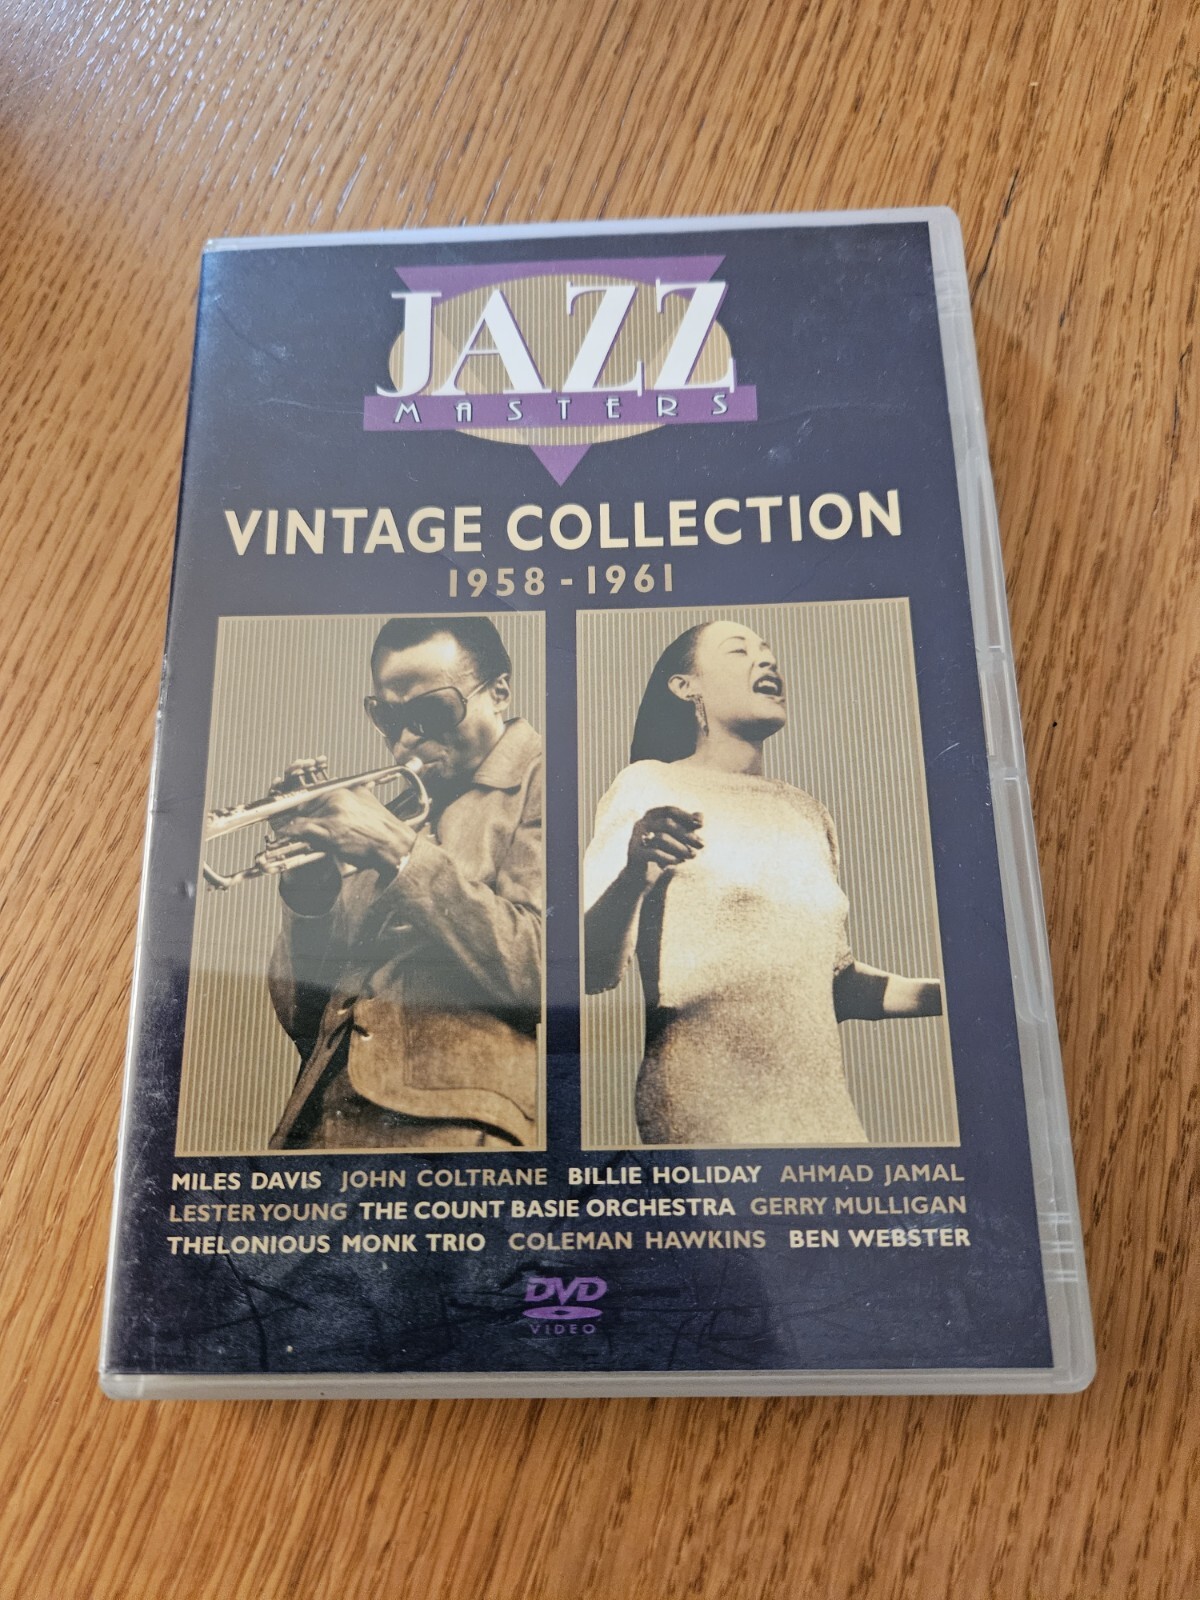 JAZZ
MASTERS
VINTAGE COLLECTION
1958 - 1961
MILES DAVIS JOHN COLTRANE BILLIE HOLIDAY AHMAD JAMAL
LESTER YOUNG THE COUNT BASIE ORCHESTRA GERRY MULLIGAN
THELONIOUS MONK TRIO COLEMAN HAWKINS BEN WEBSTER
DVD
VIDEO